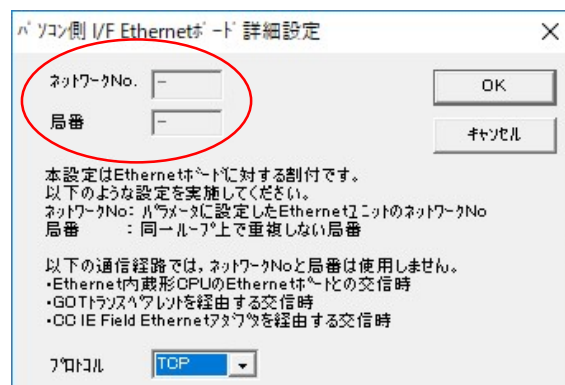 パソコン側 I/F Ethernetボード 詳細設定
ネットワークNo. -
OK
局番 -
キャンセル
本設定はEthernetボードに対する割付です。
以下のような設定を実施してください。
ネットワークNo: パラメータに設定したEthernetユニットのネットワークNo
局番 : 同一ループ上で重複しない局番
以下の通信経路では,ネットワークNoと局番は使用しません。
・Ethernet内蔵形CPUのEthernetポートとの交信時
・GOTトランスペアレントを経由する交信時
・CC IE Field Ethernetアダプタを経由する交信時
プロトコル TCP